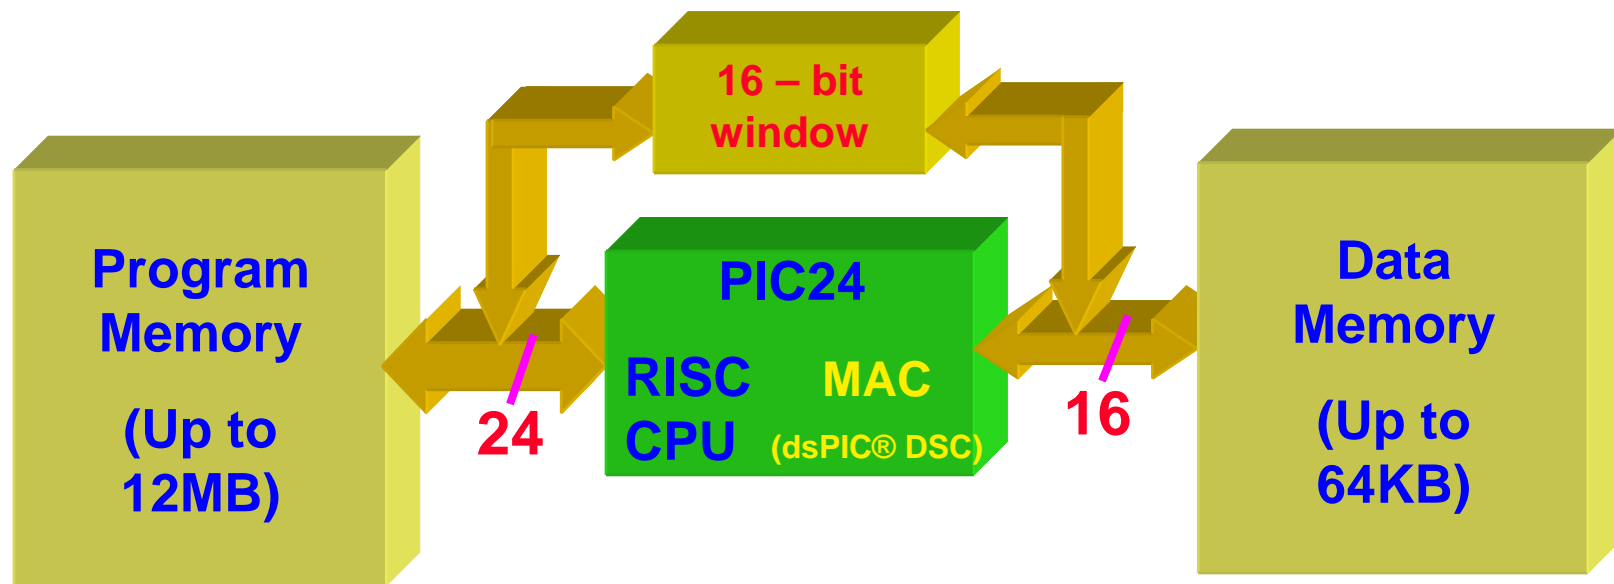 16 – bit
window
Program
Memory
(Up to
12MB)
24
PIC24
RISC
CPU
MAC
(dsPIC® DSC)
16
Data
Memory
(Up to
64KB)